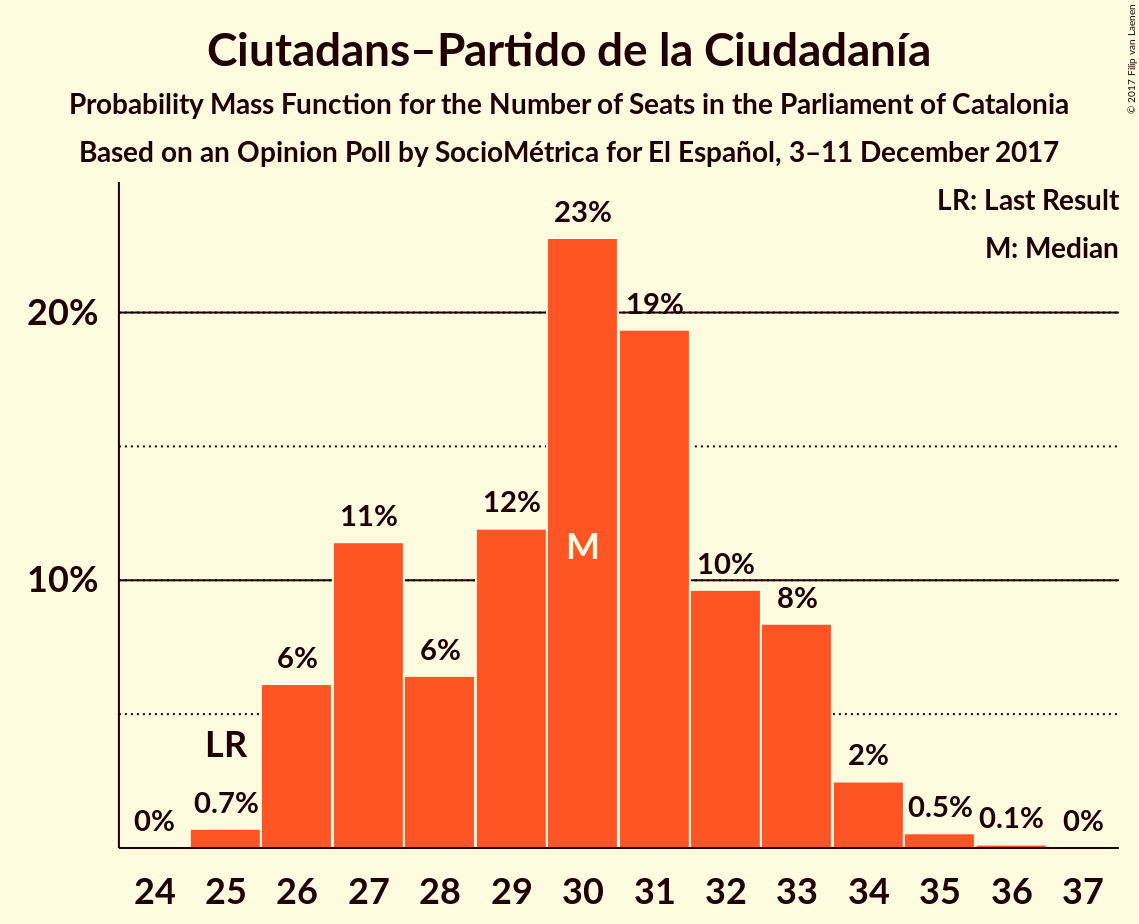 Ciutadans–Partido de la Ciudadanía
Probability Mass Function for the Number of Seats in the Parliament of Catalonia
Based on an Opinion Poll by SocioMétrica for El Español, 3–11 December 2017
© 2017 Filip van Laenen
LR: Last Result
M: Median
20%
10%
0%
0.7%
LR
6%
11%
6%
12%
23%
M
19%
10%
8%
2%
0.5%
0.1%
0%
24 25 26 27 28 29 30 31 32 33 34 35 36 37